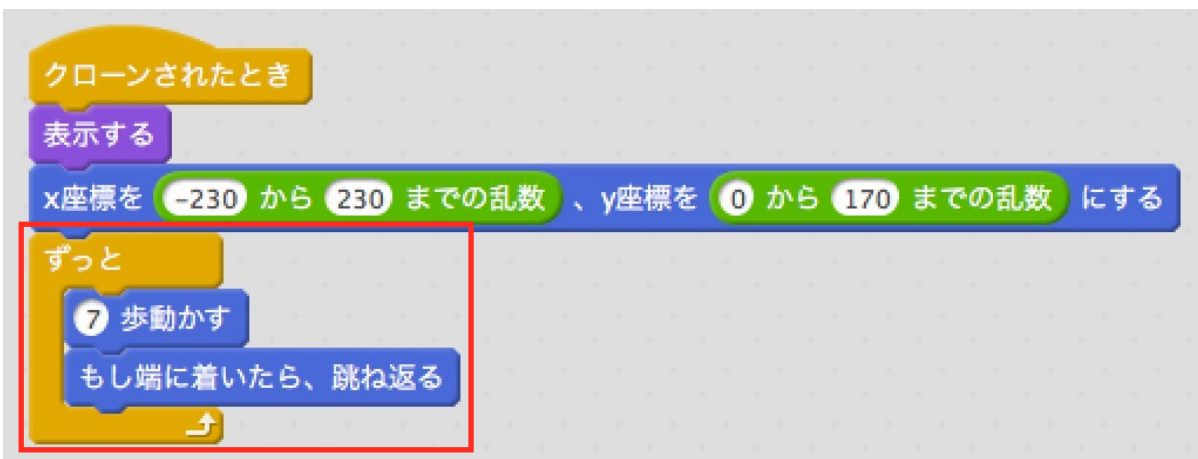 クローンされたとき
表示する
x座標を -230 から 230 までの乱数 、y座標を 0 から 170 までの乱数 にする
ずっと
7 歩動かす
もし端に着いたら、跳ね返る